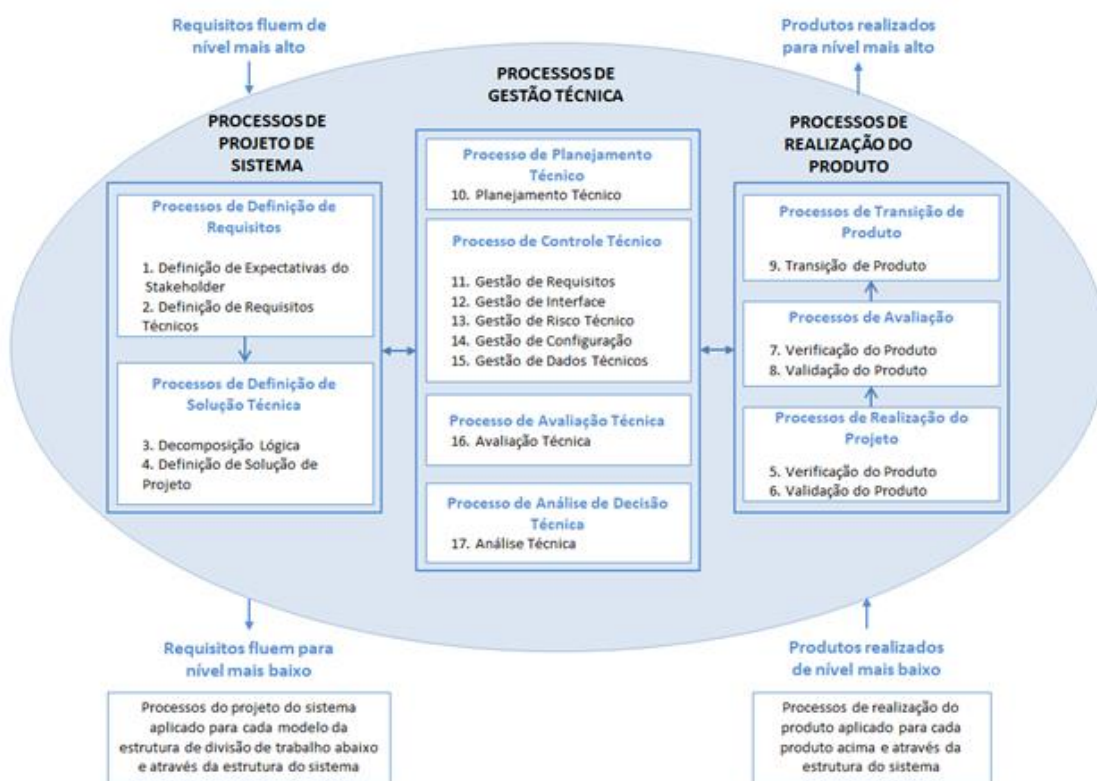 Requisitos fluem de
nível mais alto
Produtos realizados
para nível mais alto
PROCESSOS DE
GESTÃO TÉCNICA
PROCESSOS DE
PROJETO DE
SISTEMA
Processos de Definição de
Requisitos
1. Definição de Expectativas do
Stakeholder
2. Definição de Requisitos
Técnicos
Processos de Definição de
Solução Técnica
3. Decomposição Lógica
4. Definição de Solução de
Projeto
Processo de Planejamento
Técnico
10. Planejamento Técnico
Processo de Controle Técnico
11. Gestão de Requisitos
12. Gestão de Interface
13. Gestão de Risco Técnico
14. Gestão de Configuração
15. Gestão de Dados Técnicos
Processo de Avaliação Técnica
16. Avaliação Técnica
Processo de Análise de Decisão
Técnica
17. Análise Técnica
PROCESSOS DE
REALIZAÇÃO DO
PRODUTO
Processos de Transição de
Produto
9. Transição de Produto
Processos de Avaliação
7. Verificação do Produto
8. Validação do Produto
Processos de Realização do
Projeto
5. Verificação do Produto
6. Validação do Produto
Requisitos fluem para
nível mais baixo
Produtos realizados
de nível mais baixo
Processos do projeto do sistema
aplicado para cada modelo da
estrutura de divisão de trabalho abaixo
e através da estrutura do sistema
Processos de realização do
produto aplicado para cada
produto acima e através da
estrutura do sistema